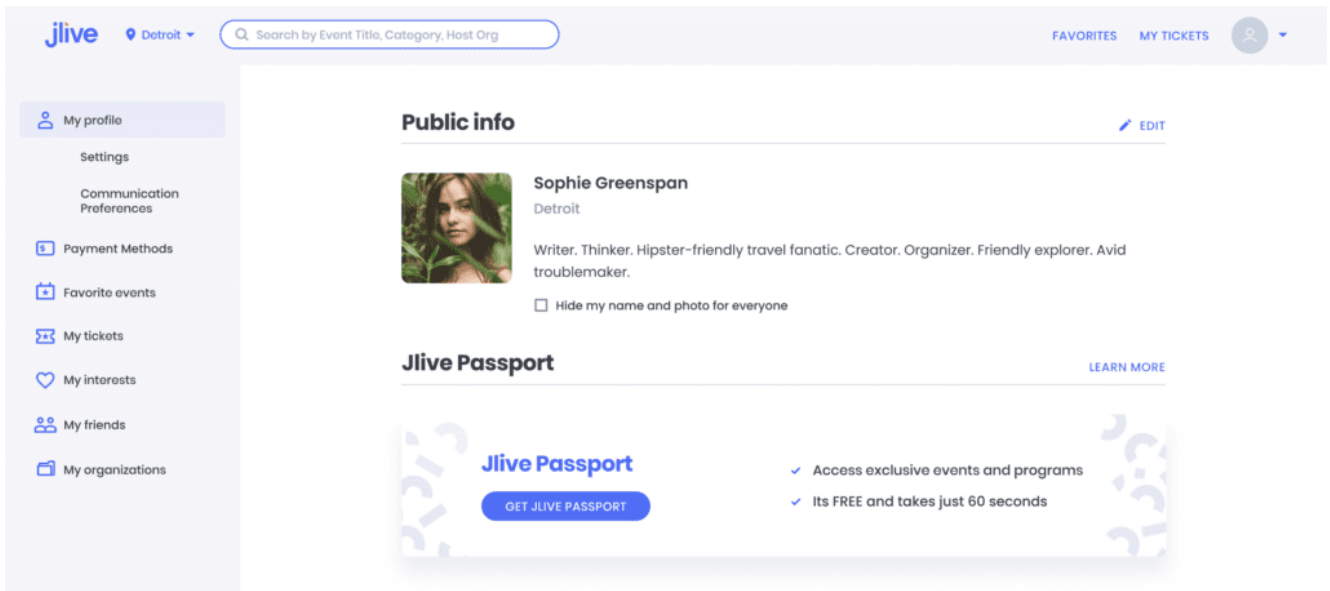 jlive
Detroit
Search by Event Title, Category, Host Org
FAVORITES
MY TICKETS
My profile
Settings
Communication
Preferences
Payment Methods
Favorite events
My tickets
My interests
My friends
My organizations
Public info
EDIT
Sophie Greenspan
Detroit
Writer. Thinker. Hipster-friendly travel fanatic. Creator. Organizer. Friendly explorer. Avid
troublemaker.
Hide my name and photo for everyone
Jlive Passport
LEARN MORE
Jlive Passport
GET JLIVE PASSPORT
Access exclusive events and programs
Its FREE and takes just 60 seconds